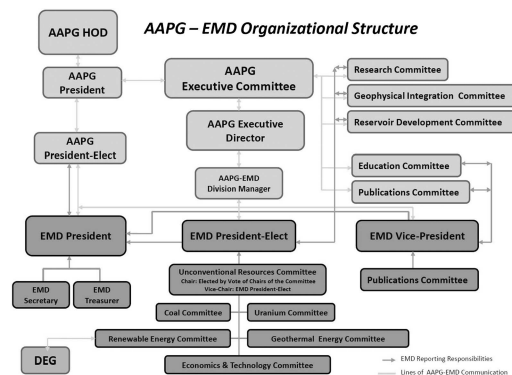 AAPG – EMD Organizational Structure
AAPG HOD
AAPG
President
AAPG
Executive Committee
Research Committee
Geophysical Integration Committee
Reservoir Development Committee
AAPG Executive
Director
AAPG
President-Elect
AAPG-EMD
Division Manager
Education Committee
Publications Committee
EMD President
EMD President-Elect
EMD Vice-President
EMD
Secretary
EMD
Treasurer
Unconventional Resources Committee
Chair: Elected by Vote of Chairs of the Committee
Vice-Chair: EMD President-Elect
Publications Committee
Coal Committee
Uranium Committee
Renewable Energy Committee
Geothermal Energy Committee
DEG
Economics & Technology Committee
EMD Reporting Responsibilities
Lines of AAPG-EMD Communication